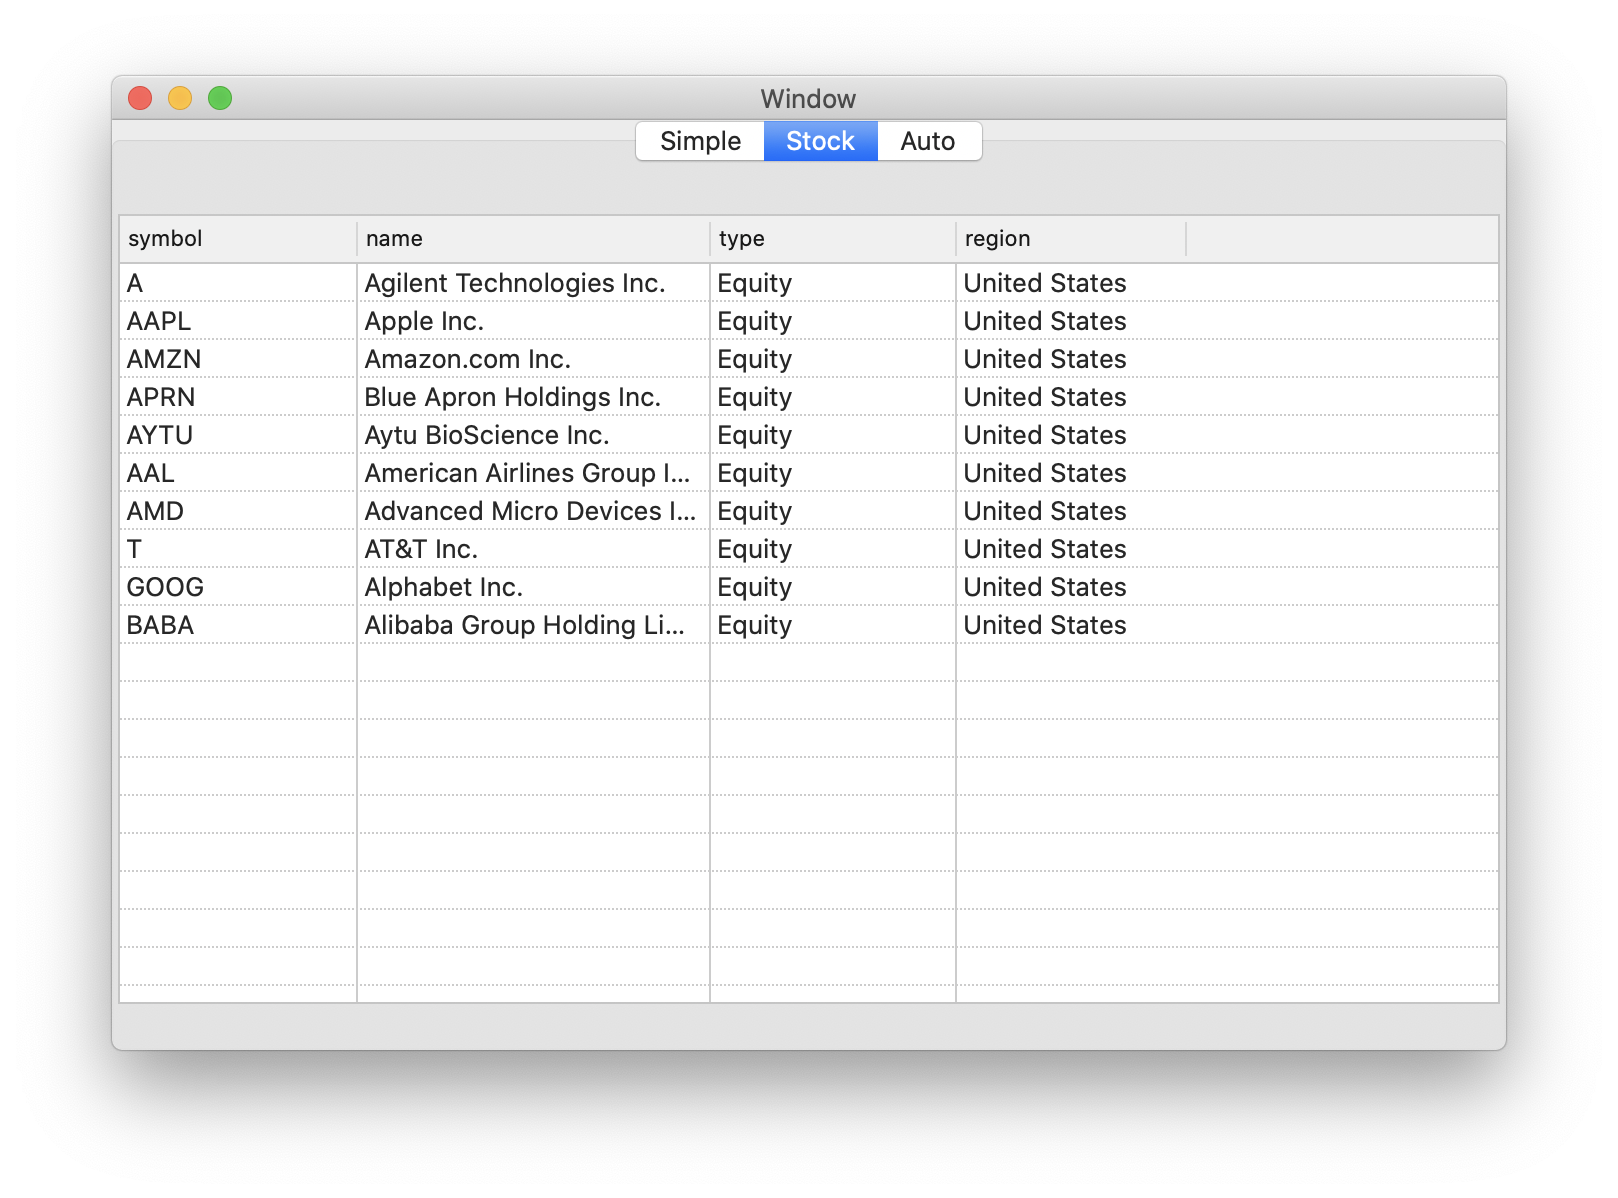 Window
Simple Stock Auto
symbol name type region
A Agilent Technologies Inc. Equity United States
AAPL Apple Inc. Equity United States
AMZN Amazon.com Inc. Equity United States
APRN Blue Apron Holdings Inc. Equity United States
AYTU Aytu BioScience Inc. Equity United States
AAL American Airlines Group I... Equity United States
AMD Advanced Micro Devices I... Equity United States
T AT&T Inc. Equity United States
GOOG Alphabet Inc. Equity United States
BABA Alibaba Group Holding Li... Equity United States